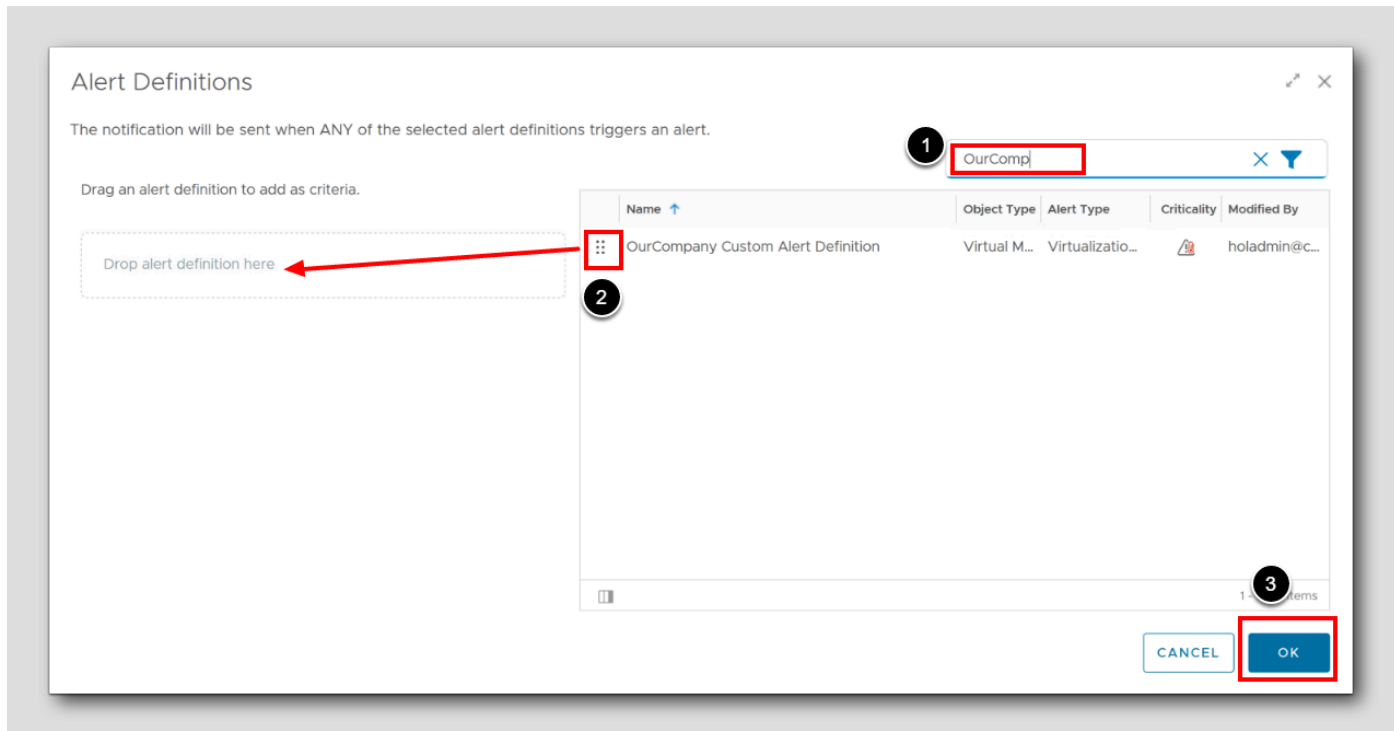 Alert Definitions
The notification will be sent when ANY of the selected alert definitions triggers an alert.
1
OurComp
Drag an alert definition to add as criteria.
Name Object Type Alert Type Criticality Modified By
OurCompany Custom Alert Definition Virtual M... Virtualizatio... holadmin@c...
Drop alert definition here
2
3
1 - items
CANCEL OK